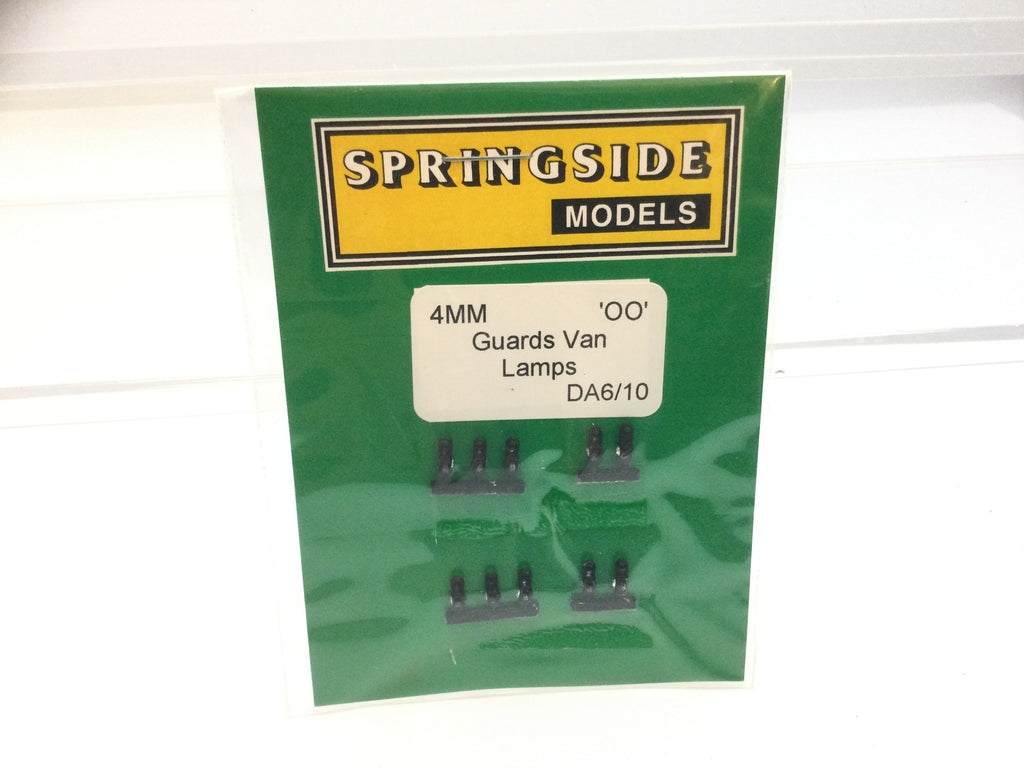 SPRINGSIDE
MODELS
4MM 'OO'
Guards Van
Lamps
DA6/10